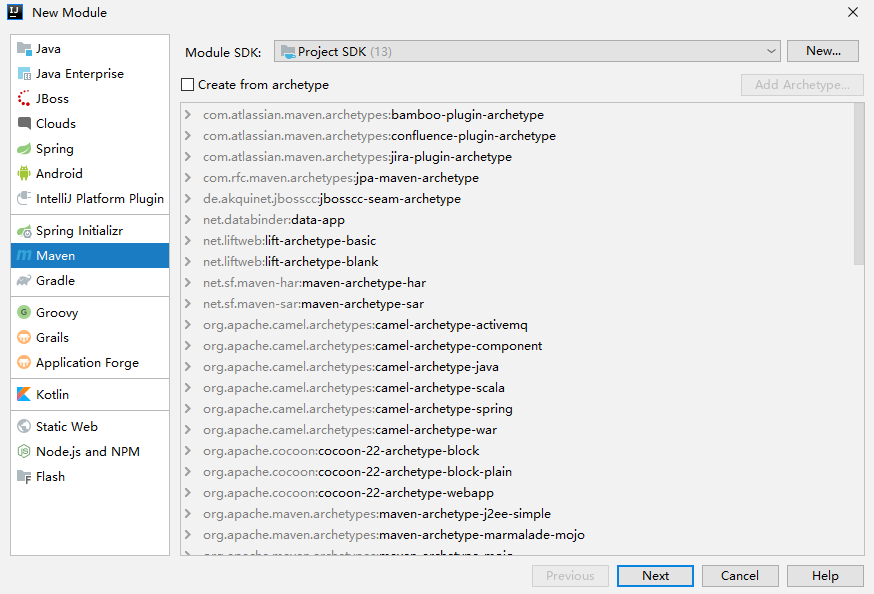 New Module
Java
Java Enterprise
JBoss
Clouds
Spring
Android
IntelliJ Platform Plugin
Spring Initializr
Maven
Gradle
Groovy
Grails
Application Forge
Kotlin
Static Web
Node.js and NPM
Flash
Module SDK: Project SDK (13) New...
Create from archetype Add Archetype...
com.atlassian.maven.archetypes:bamboo-plugin-archetype
com.atlassian.maven.archetypes:confluence-plugin-archetype
com.atlassian.maven.archetypes:jira-plugin-archetype
com.rfc.maven.archetypes:jpa-maven-archetype
de.akquinet.jbosscc:jbosscc-seam-archetype
net.databinder:data-app
net.liftweb:lift-archetype-basic
net.liftweb:lift-archetype-blank
net.sf.maven-har:maven-archetype-har
net.sf.maven-sar:maven-archetype-sar
org.apache.camel.archetypes:camel-archetype-activemq
org.apache.camel.archetypes:camel-archetype-component
org.apache.camel.archetypes:camel-archetype-java
org.apache.camel.archetypes:camel-archetype-scala
org.apache.camel.archetypes:camel-archetype-spring
org.apache.camel.archetypes:camel-archetype-war
org.apache.cocoon:cocoon-22-archetype-block
org.apache.cocoon:cocoon-22-archetype-block-plain
org.apache.cocoon:cocoon-22-archetype-webapp
org.apache.maven.archetypes:maven-archetype-j2ee-simple
org.apache.maven.archetypes:maven-archetype-marmalade-mojo
org.apache.maven.archetypes:maven-archetype-mojo
Previous Next Cancel Help